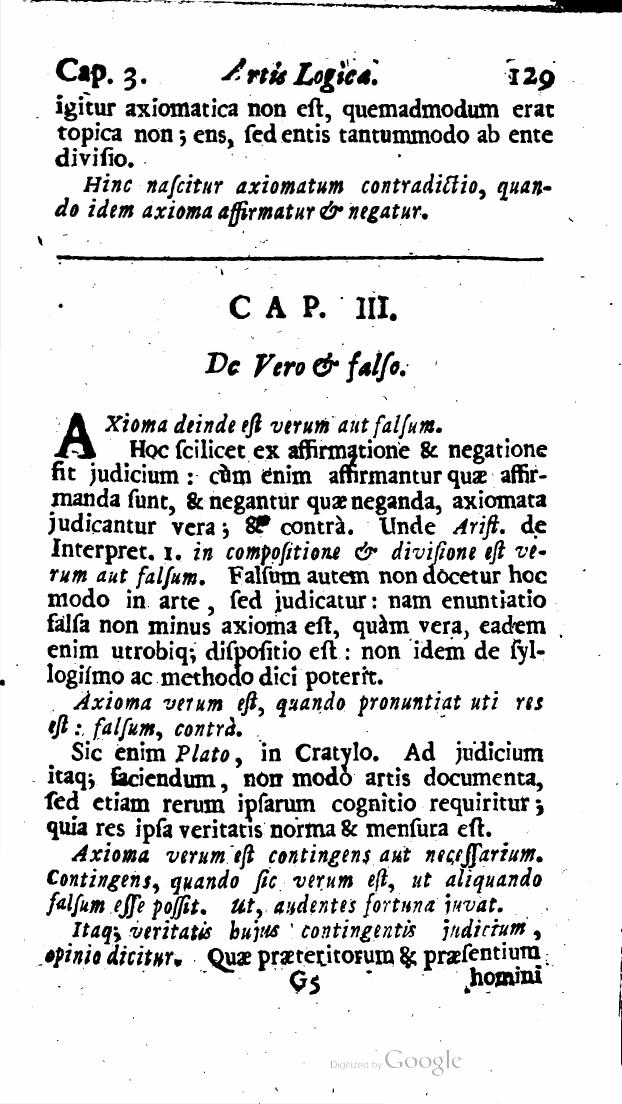 Cap. 3. Artis Logicæ. 129
igitur axiomatica non eſt, quemadmodum erat
topica non; ens, ſed entis tantummodo ab ente
diviſio.
Hinc naſcitur axiomatum contradictio, quan-
do idem axioma affirmatur & negatur.
CAP. III.
De Vero & falſo.
AXioma deinde eſt verum aut falſum.
Hoc ſcilicet ex affirmatione & negatione
fit judicium: cùm enim affirmantur quæ affir-
manda ſunt, & negantur quæ neganda, axiomata
judicantur vera; & contrà. Unde Ariſt. de
Interpret. 1. in compoſitione & diviſione eſt ve-
rum aut falſum. Falſum autem non docetur hoc
modo in arte, ſed judicatur: nam enuntiatio
falſa non minus axioma eſt, quàm vera, eadem
enim utrobiq; diſpoſitio eſt: non idem de ſyl-
logiſmo ac methodo dici poterit.
Axioma verum eſt, quando pronuntiat uti res
eſt: falſum, contrà.
Sic enim Plato, in Cratylo. Ad judicium
itaq; faciendum, non modò artis documenta,
ſed etiam rerum ipſarum cognitio requiritur;
quia res ipſa veritatis norma & menſura eſt.
Axioma verum eſt contingens aut neceſſarium.
Contingens, quando ſic verum eſt, ut aliquando
falſum eſſe poſſit. Ut, audentes fortuna juvat.
Itaq; veritatis hujus contingentis judicium,
opinio dicitur. Quæ præteritorum & præſentium
G5 homini
Digitized by Google